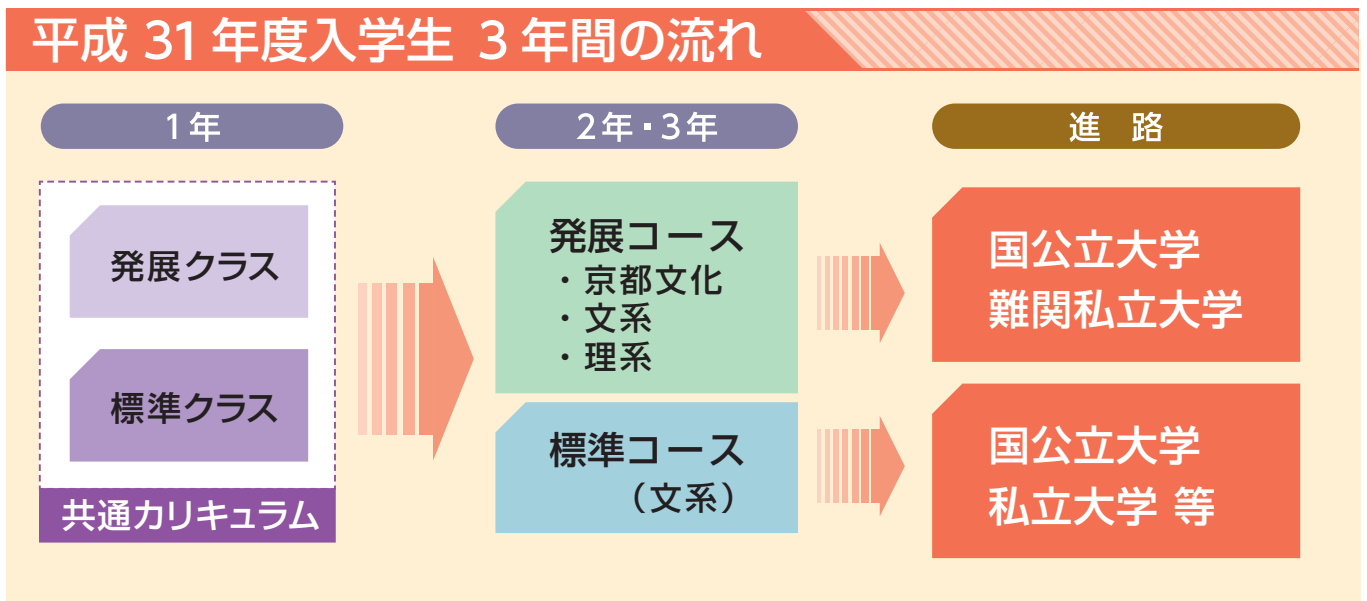 平成 31 年度入学生 3 年間の流れ
1年
発展クラス
標準クラス
共通カリキュラム
2年・3年
発展コース
・京都文化
・文系
・理系
標準コース
（文系）
進 路
国公立大学
難関私立大学
国公立大学
私立大学 等